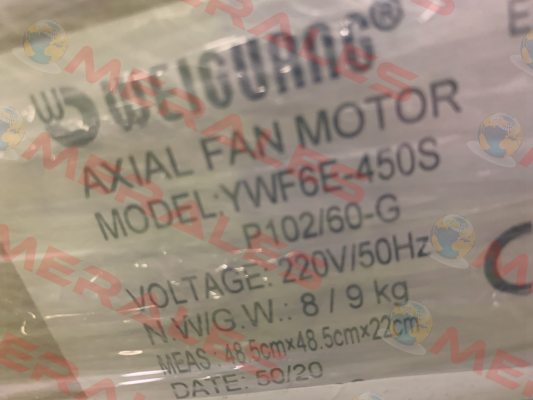 WEIGUANG®
AXIAL FAN MOTOR
MODEL:YWF6E-450S
P102/60-G
VOLTAGE: 220V/50Hz
N.W/G.W.: 8 / 9 kg
MEAS : 48.5cm×48.5cm×22cm
DATE: 50/20
MERALES